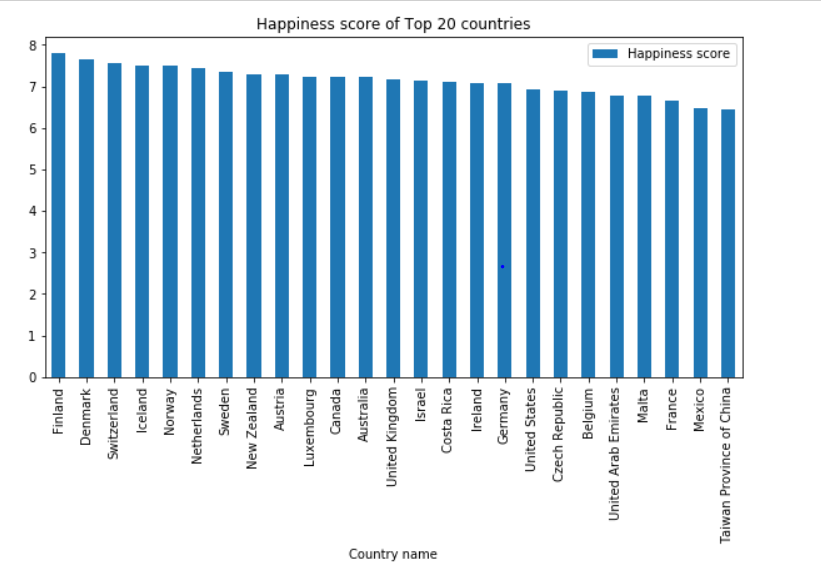 Happiness score of Top 20 countries
Happiness score
8
7
6
5
4
3
2
1
0
Finland
Denmark
Switzerland
Iceland
Norway
Netherlands
Sweden
New Zealand
Austria
Luxembourg
Canada
Australia
United Kingdom
Israel
Costa Rica
Ireland
Germany
United States
Czech Republic
Belgium
United Arab Emirates
Malta
France
Mexico
Taiwan Province of China
Country name